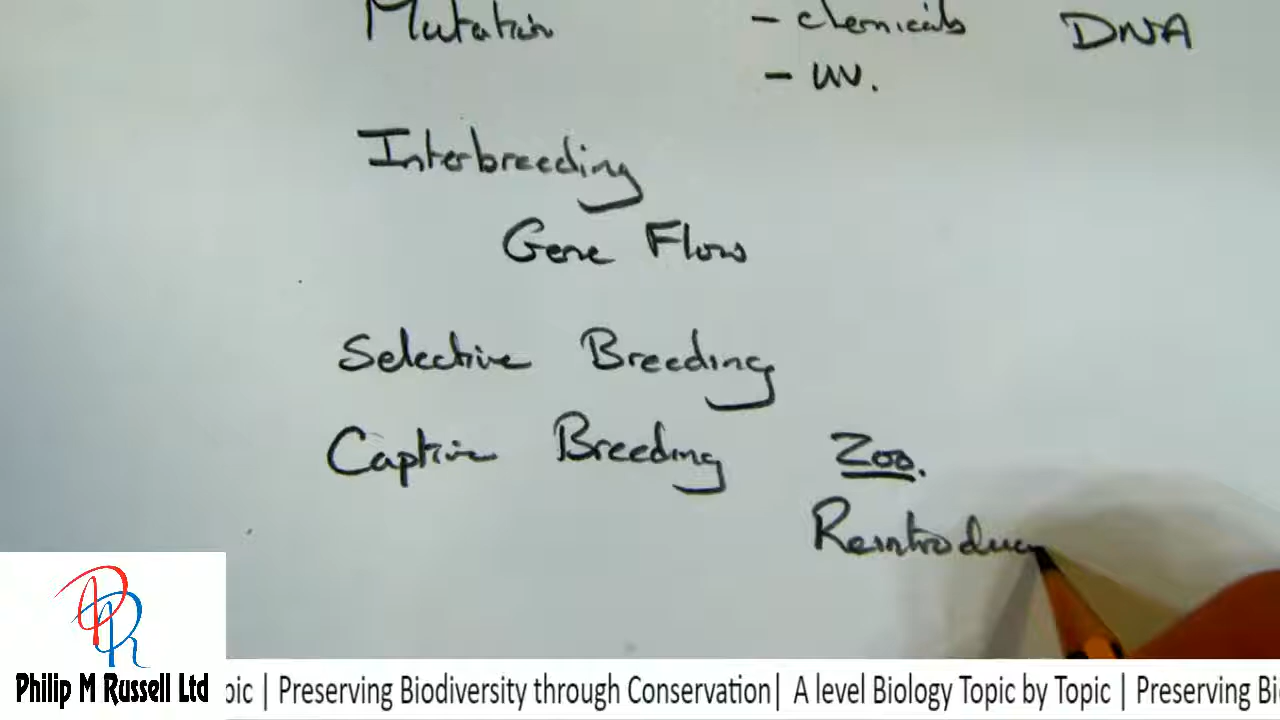 Mutation - chemicals DNA
- UV.
Interbreeding
Gene Flow
Selective Breeding
Captive Breeding Zoo.
Reintroduc
Philip M Russell Ltd
pic | Preserving Biodiversity through Conservation| A level Biology Topic by Topic | Preserving Bi